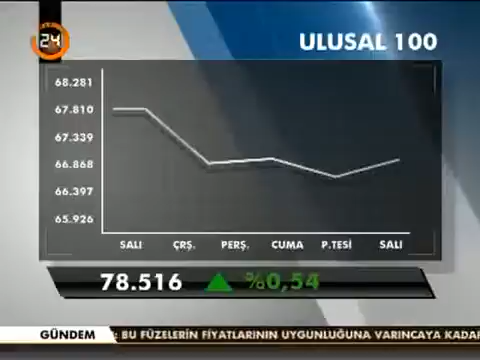 24
ULUSAL 100
68.281
67.810
67.339
66.868
66.397
65.926
SALI ÇRŞ. PERŞ. CUMA P.TESİ SALI
78.516 %0,54
GÜNDEM : BU FÜZELERİN FİYATLARININ UYGUNLUĞUNA VARINCAYA KADAR